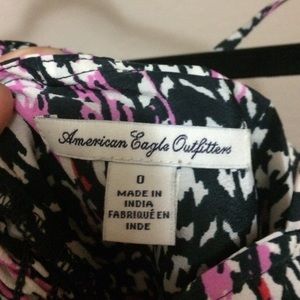 American Eagle Outfitters
0
MADE IN
INDIA
FABRIQUÉ EN
INDE